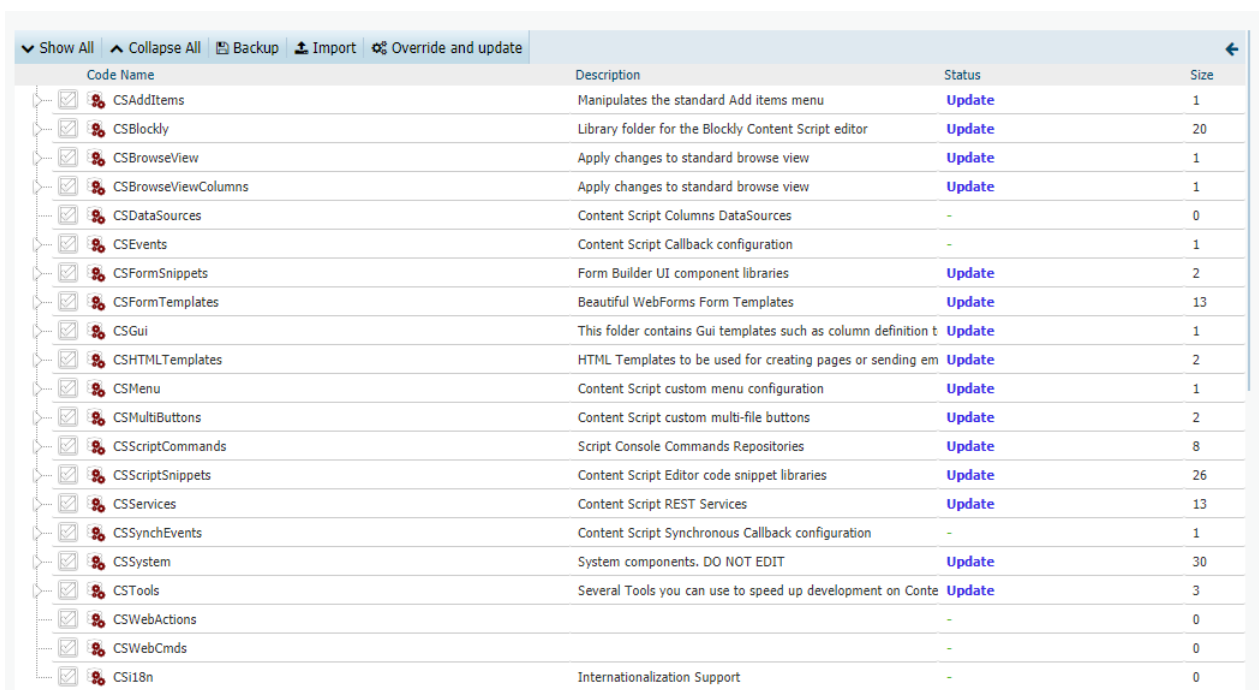 Show All Collapse All Backup Import Override and update
Code Name Description Status Size
CSAddItems Manipulates the standard Add items menu Update 1
CSBlockly Library folder for the Blockly Content Script editor Update 20
CSBrowseView Apply changes to standard browse view Update 1
CSBrowseViewColumns Apply changes to standard browse view Update 1
CSDataSources Content Script Columns DataSources - 0
CSEvents Content Script Callback configuration - 1
CSFormSnippets Form Builder UI component libraries Update 2
CSFormTemplates Beautiful WebForms Form Templates Update 13
CSGui This folder contains Gui templates such as column definition t Update 1
CSHTMLTemplates HTML Templates to be used for creating pages or sending em Update 2
CSMenu Content Script custom menu configuration Update 1
CSMultiButtons Content Script custom multi-file buttons Update 2
CSScriptCommands Script Console Commands Repositories Update 8
CSScriptSnippets Content Script Editor code snippet libraries Update 26
CSServices Content Script REST Services Update 13
CSSynchEvents Content Script Synchronous Callback configuration - 1
CSSystem System components. DO NOT EDIT Update 30
CSTools Several Tools you can use to speed up development on Conte Update 3
CSWebActions - 0
CSWebCmds - 0
CSi18n Internationalization Support - 0